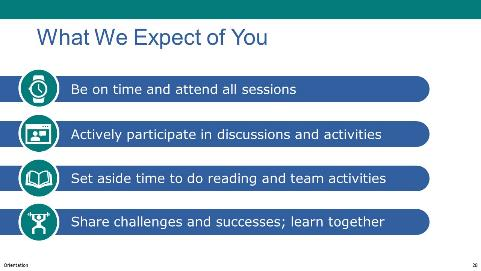 What We Expect of You
Be on time and attend all sessions
Actively participate in discussions and activities
Set aside time to do reading and team activities
Share challenges and successes; learn together
Orientation
28